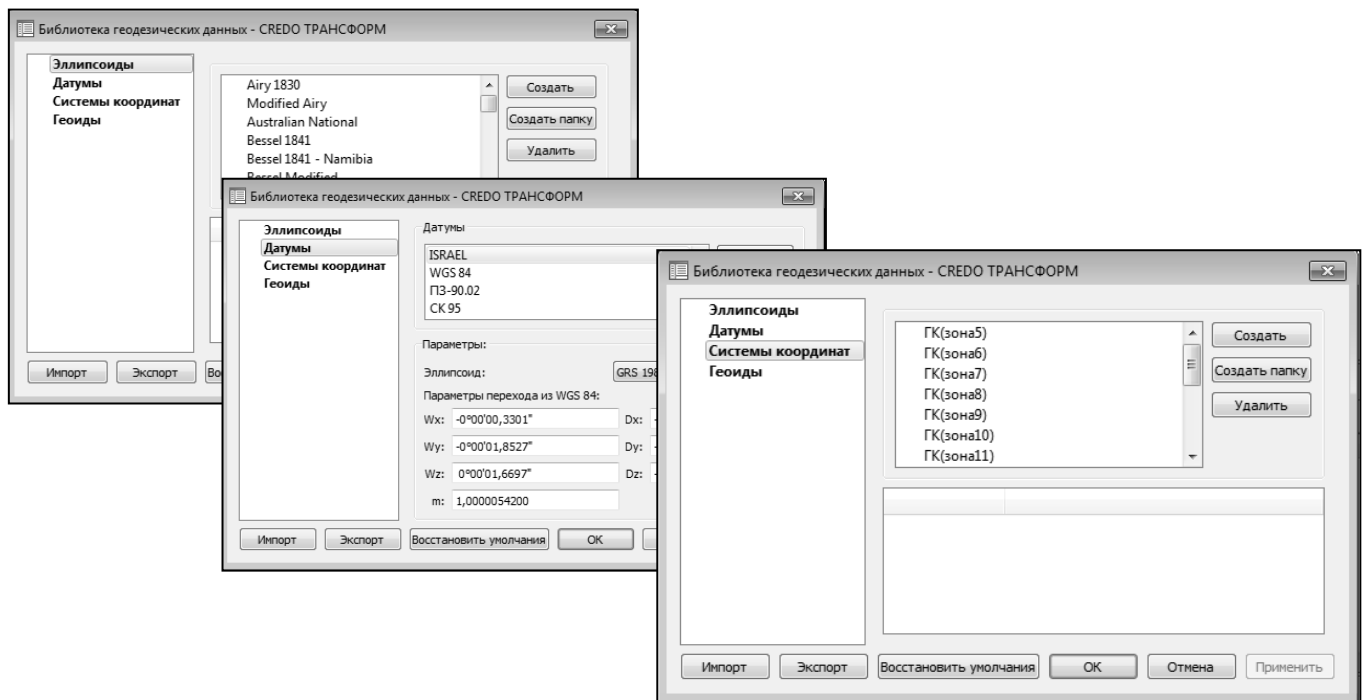 Библиотека геодезических данных - CREDO ТРАНСФОРМ
Эллипсоиды
Датумы
Системы координат
Геоиды
Airy 1830
Modified Airy
Australian National
Bessel 1841
Bessel 1841 - Namibia
Bessel Modified
Создать
Создать папку
Удалить
Импорт
Экспорт
Библиотека геодезических данных - CREDO ТРАНСФОРМ
Эллипсоиды
Датумы
Системы координат
Геоиды
Датумы
ISRAEL
WGS 84
ПЗ-90.02
СК 95
Параметры:
Эллипсоид:
GRS
Параметры перехода из WGS 84:
Wx: -0°00'00,3301" Dx:
Wy: -0°00'01,8527" Dy:
Wz: 0°00'01,6697" Dz:
m: 1,0000054200
Импорт
Экспорт
Восстановить умолчания
OK
Библиотека геодезических данных - CREDO ТРАНСФОРМ
Эллипсоиды
Датумы
Системы координат
Геоиды
ГК(зона5)
ГК(зона6)
ГК(зона7)
ГК(зона8)
ГК(зона9)
ГК(зона10)
ГК(зона11)
Создать
Создать папку
Удалить
Импорт
Экспорт
Восстановить умолчания
OK
Отмена
Применить